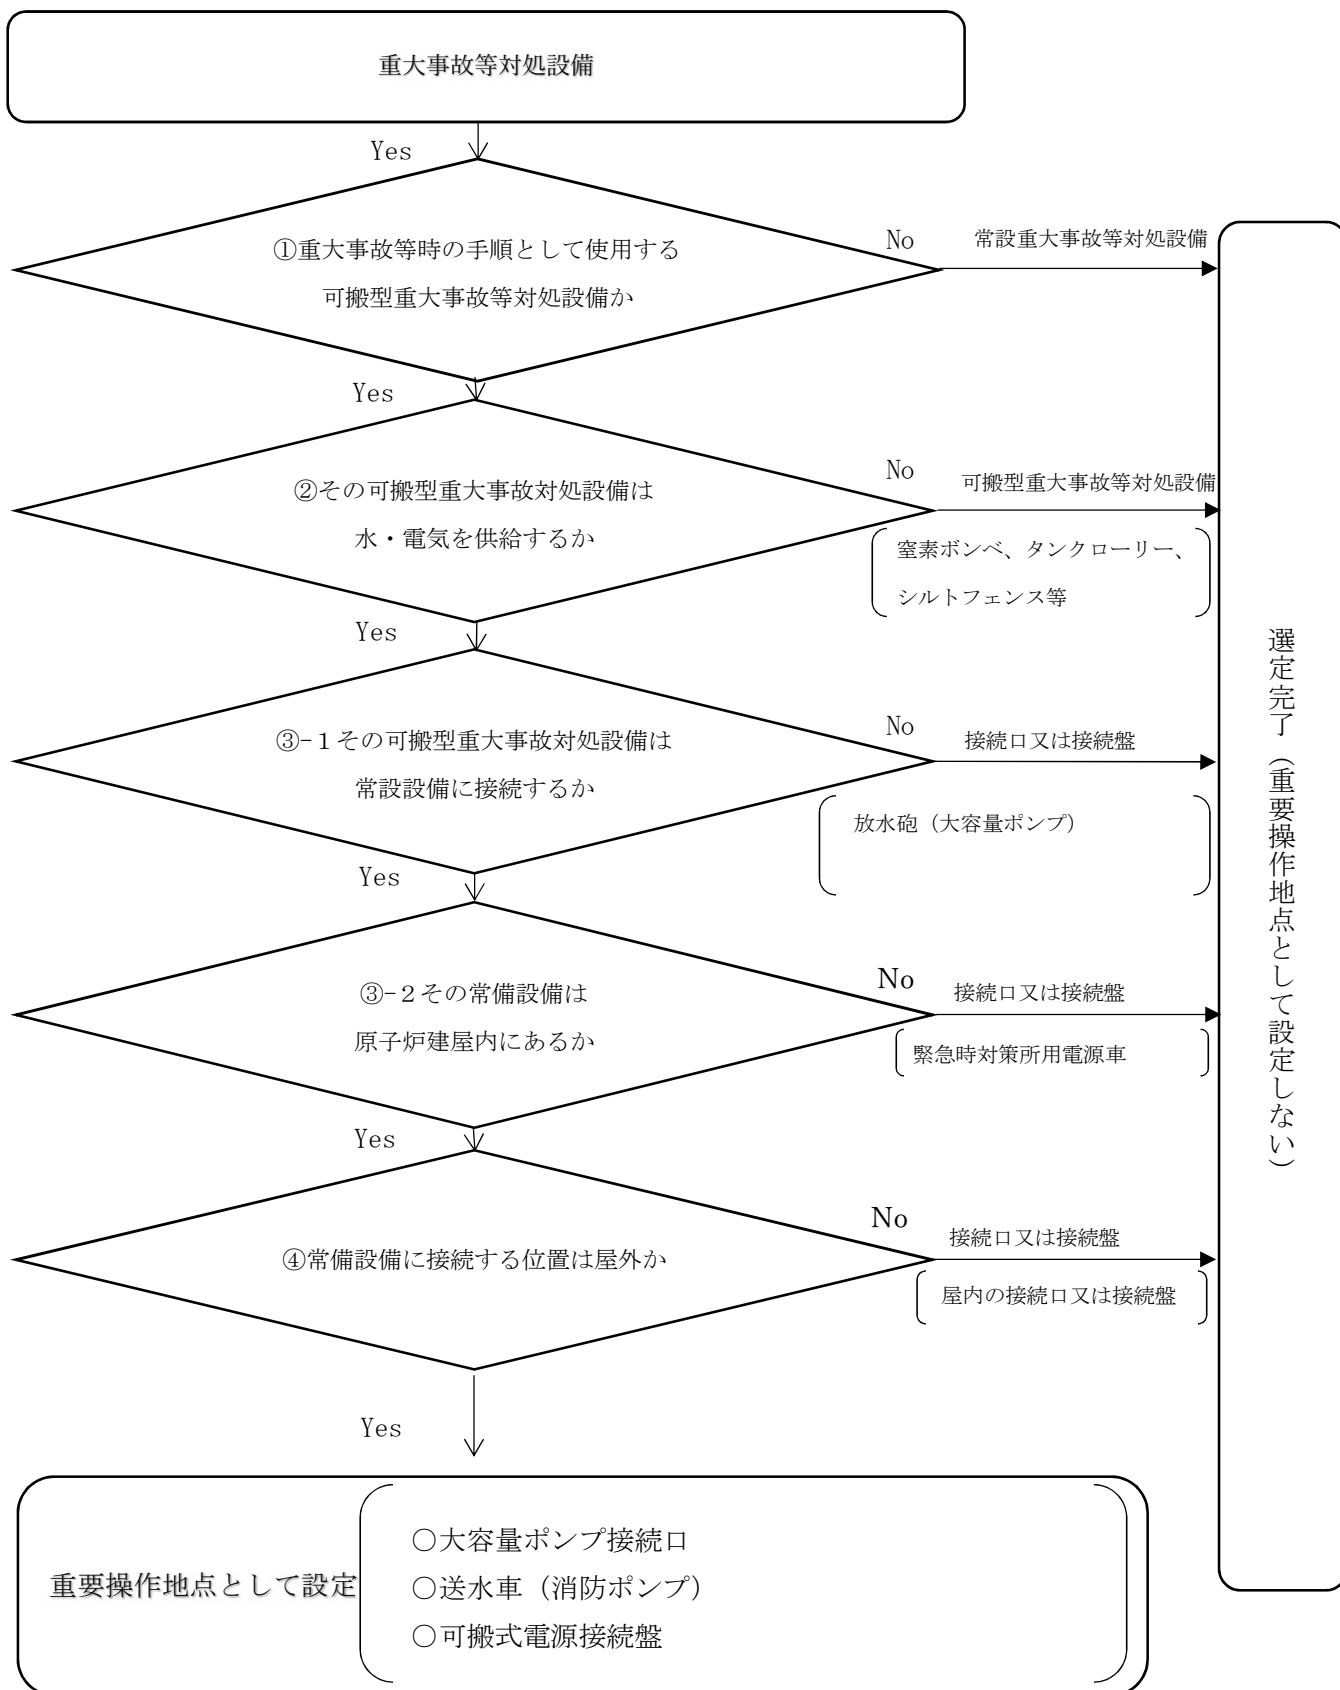 重大事故等対処設備
Yes
①重大事故等時の手順として使用する
可搬型重大事故等対処設備か
No
常設重大事故等対処設備
Yes
②その可搬型重大事故対処設備は
水・電気を供給するか
No
可搬型重大事故等対処設備
窒素ボンベ、タンクローリー、
シルトフェンス等
Yes
③-１その可搬型重大事故対処設備は
常設設備に接続するか
No
接続口又は接続盤
放水砲（大容量ポンプ）
Yes
③-２その常備設備は
原子炉建屋内にあるか
No
接続口又は接続盤
緊急時対策所用電源車
Yes
④常備設備に接続する位置は屋外か
No
接続口又は接続盤
屋内の接続口又は接続盤
Yes
選定完了（重要操作地点として設定しない）
重要操作地点として設定
○大容量ポンプ接続口
○送水車（消防ポンプ）
○可搬式電源接続盤